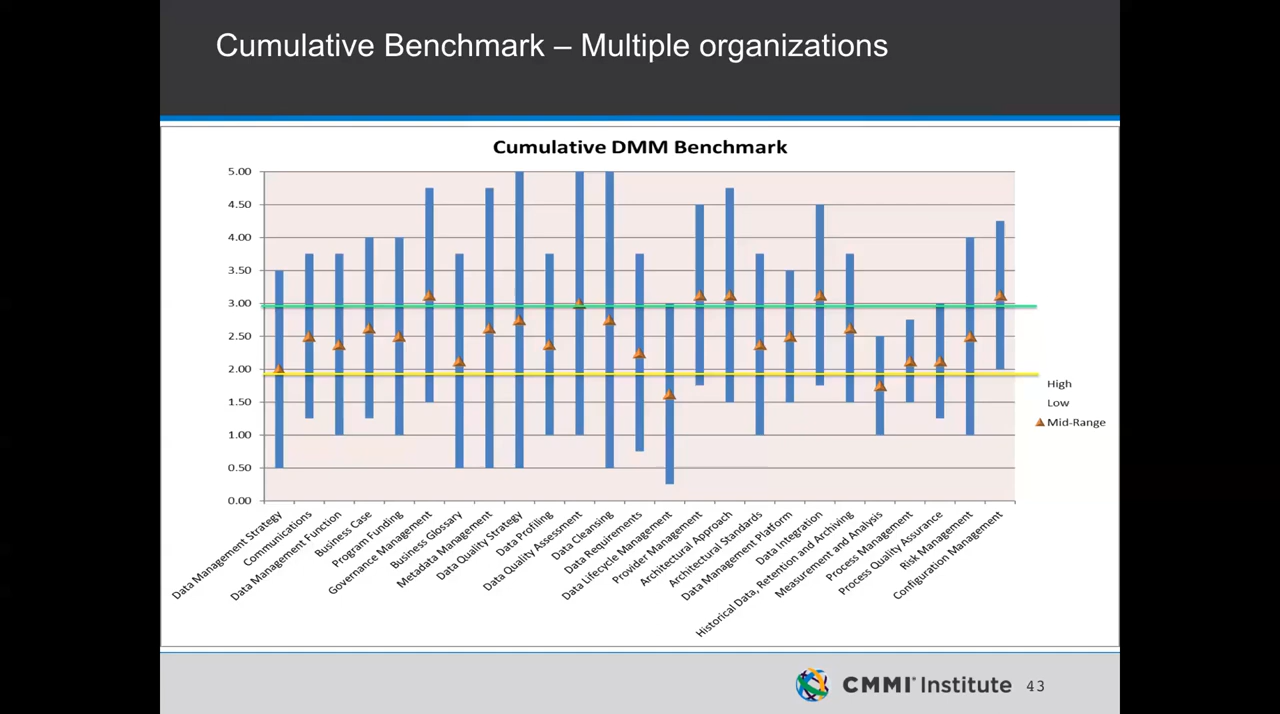 Cumulative Benchmark – Multiple organizations
Cumulative DMM Benchmark
5.00
4.50
4.00
3.50
3.00
2.50
2.00
1.50
1.00
0.50
0.00
High
Low
Mid-Range
Data Management Strategy
Communications
Data Management Function
Business Case
Program Funding
Governance Management
Business Glossary
Metadata Management
Data Quality Strategy
Data Profiling
Data Quality Assessment
Data Cleansing
Data Requirements
Data Lifecycle Management
Provider Management
Architectural Approach
Architectural Standards
Data Management Platform
Data Integration
Historical Data, Retention and Archiving
Measurement and Analysis
Process Management
Process Quality Assurance
Risk Management
Configuration Management
CMMI® Institute 43